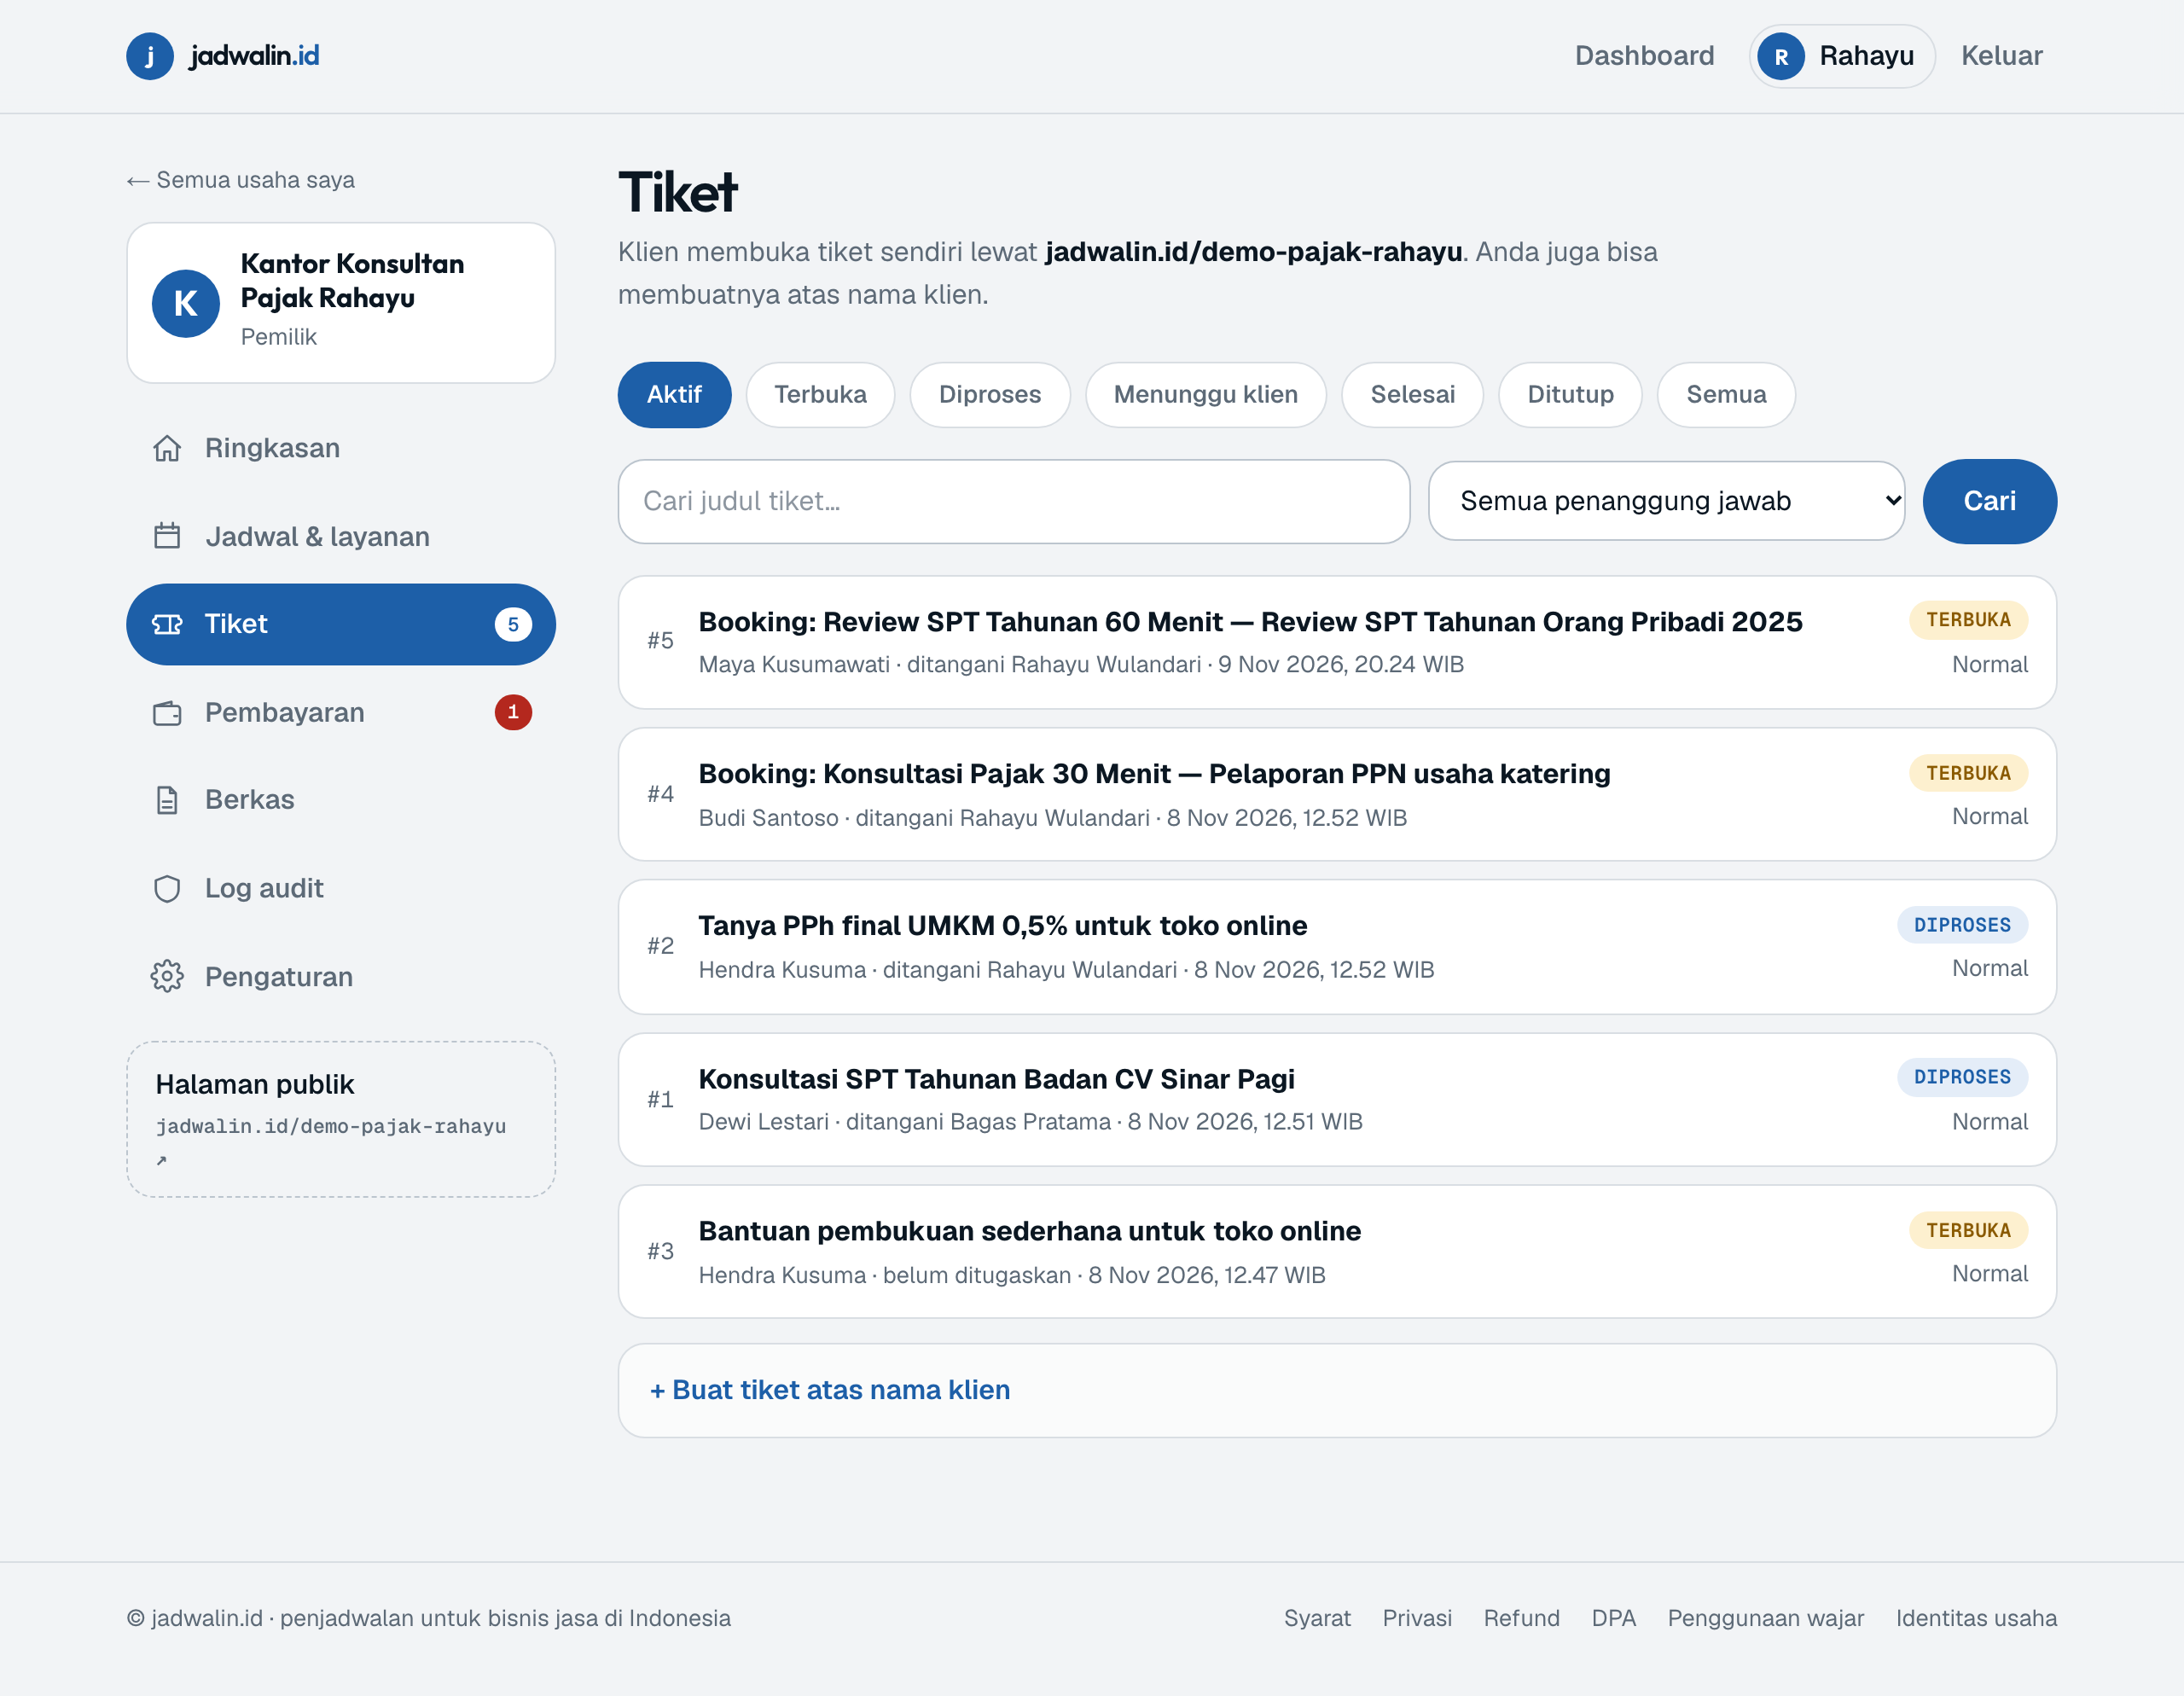 j jadwalin.id
Dashboard
R Rahayu
Keluar
← Semua usaha saya
K
Kantor Konsultan
Pajak Rahayu
Pemilik
Ringkasan
Jadwal & layanan
Tiket 5
Pembayaran 1
Berkas
Log audit
Pengaturan
Halaman publik
jadwalin.id/demo-pajak-rahayu
↗
Tiket
Klien membuka tiket sendiri lewat jadwalin.id/demo-pajak-rahayu. Anda juga bisa
membuatnya atas nama klien.
Aktif
Terbuka
Diproses
Menunggu klien
Selesai
Ditutup
Semua
Cari judul tiket...
Semua penanggung jawab
Cari
#5
Booking: Review SPT Tahunan 60 Menit — Review SPT Tahunan Orang Pribadi 2025
Maya Kusumawati · ditangani Rahayu Wulandari · 9 Nov 2026, 20.24 WIB
TERBUKA
Normal
#4
Booking: Konsultasi Pajak 30 Menit — Pelaporan PPN usaha katering
Budi Santoso · ditangani Rahayu Wulandari · 8 Nov 2026, 12.52 WIB
TERBUKA
Normal
#2
Tanya PPh final UMKM 0,5% untuk toko online
Hendra Kusuma · ditangani Rahayu Wulandari · 8 Nov 2026, 12.52 WIB
DIPROSES
Normal
#1
Konsultasi SPT Tahunan Badan CV Sinar Pagi
Dewi Lestari · ditangani Bagas Pratama · 8 Nov 2026, 12.51 WIB
DIPROSES
Normal
#3
Bantuan pembukuan sederhana untuk toko online
Hendra Kusuma · belum ditugaskan · 8 Nov 2026, 12.47 WIB
TERBUKA
Normal
+ Buat tiket atas nama klien
© jadwalin.id · penjadwalan untuk bisnis jasa di Indonesia
Syarat
Privasi
Refund
DPA
Penggunaan wajar
Identitas usaha